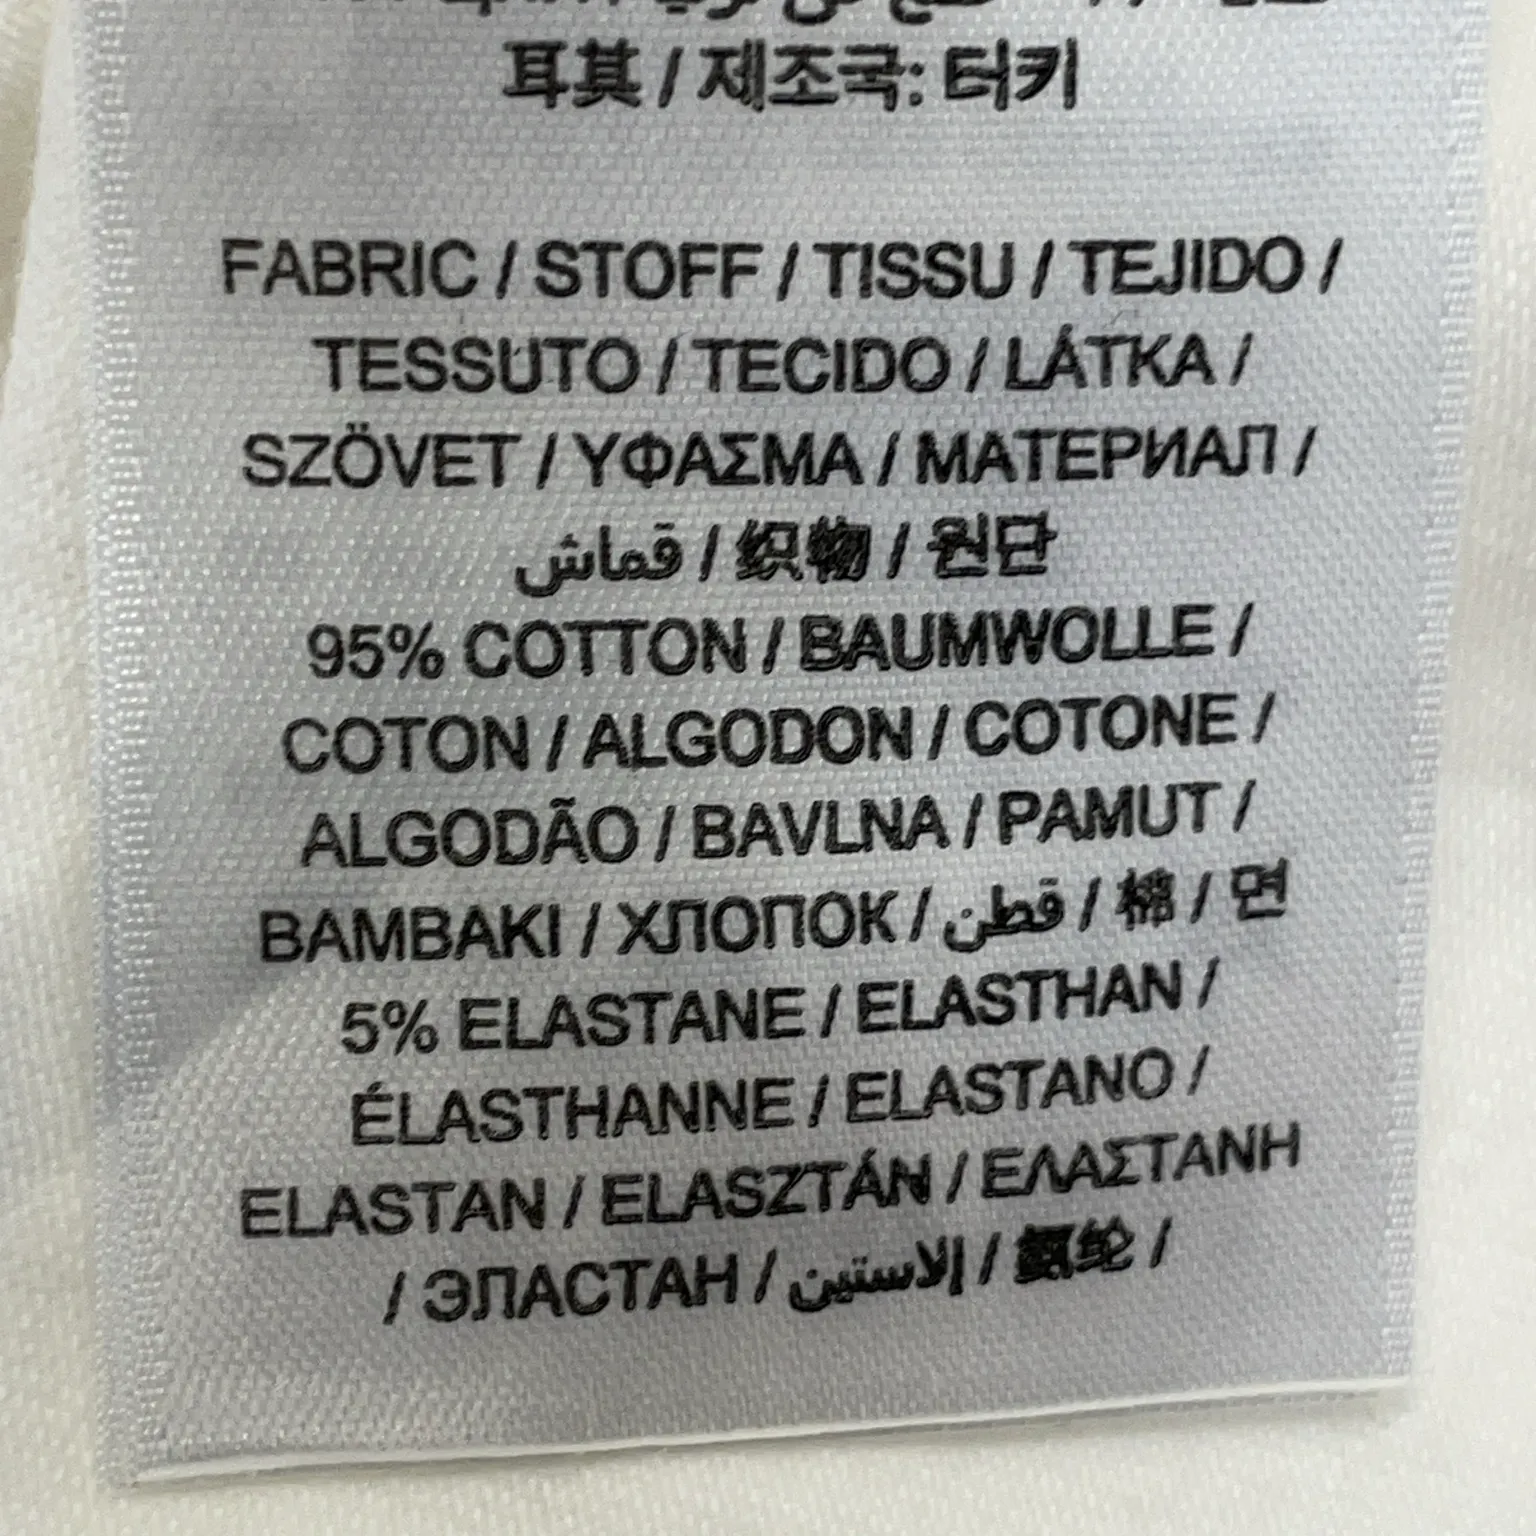 耳其 / 제조국: 터키
FABRIC / STOFF / TISSU / TEJIDO /
TESSUTO / TECIDO / LÁTKA /
SZÖVET / ΥΦΑΣΜΑ / МАТЕРИАЛ /
قماش / 织物 / 원단
95% COTTON / BAUMWOLLE /
COTON / ALGODON / COTONE /
ALGODÃO / BAVLNA / PAMUT /
BAMBAKI / ХЛОПОК / قطن / 棉 / 면
5% ELASTANE / ELASTHAN /
ÉLASTHANNE / ELASTANO /
ELASTAN / ELASZTÁN / ΕΛΑΣΤΑΝΗ
/ ЭЛАСТАН / إلاستين / 氨纶 /